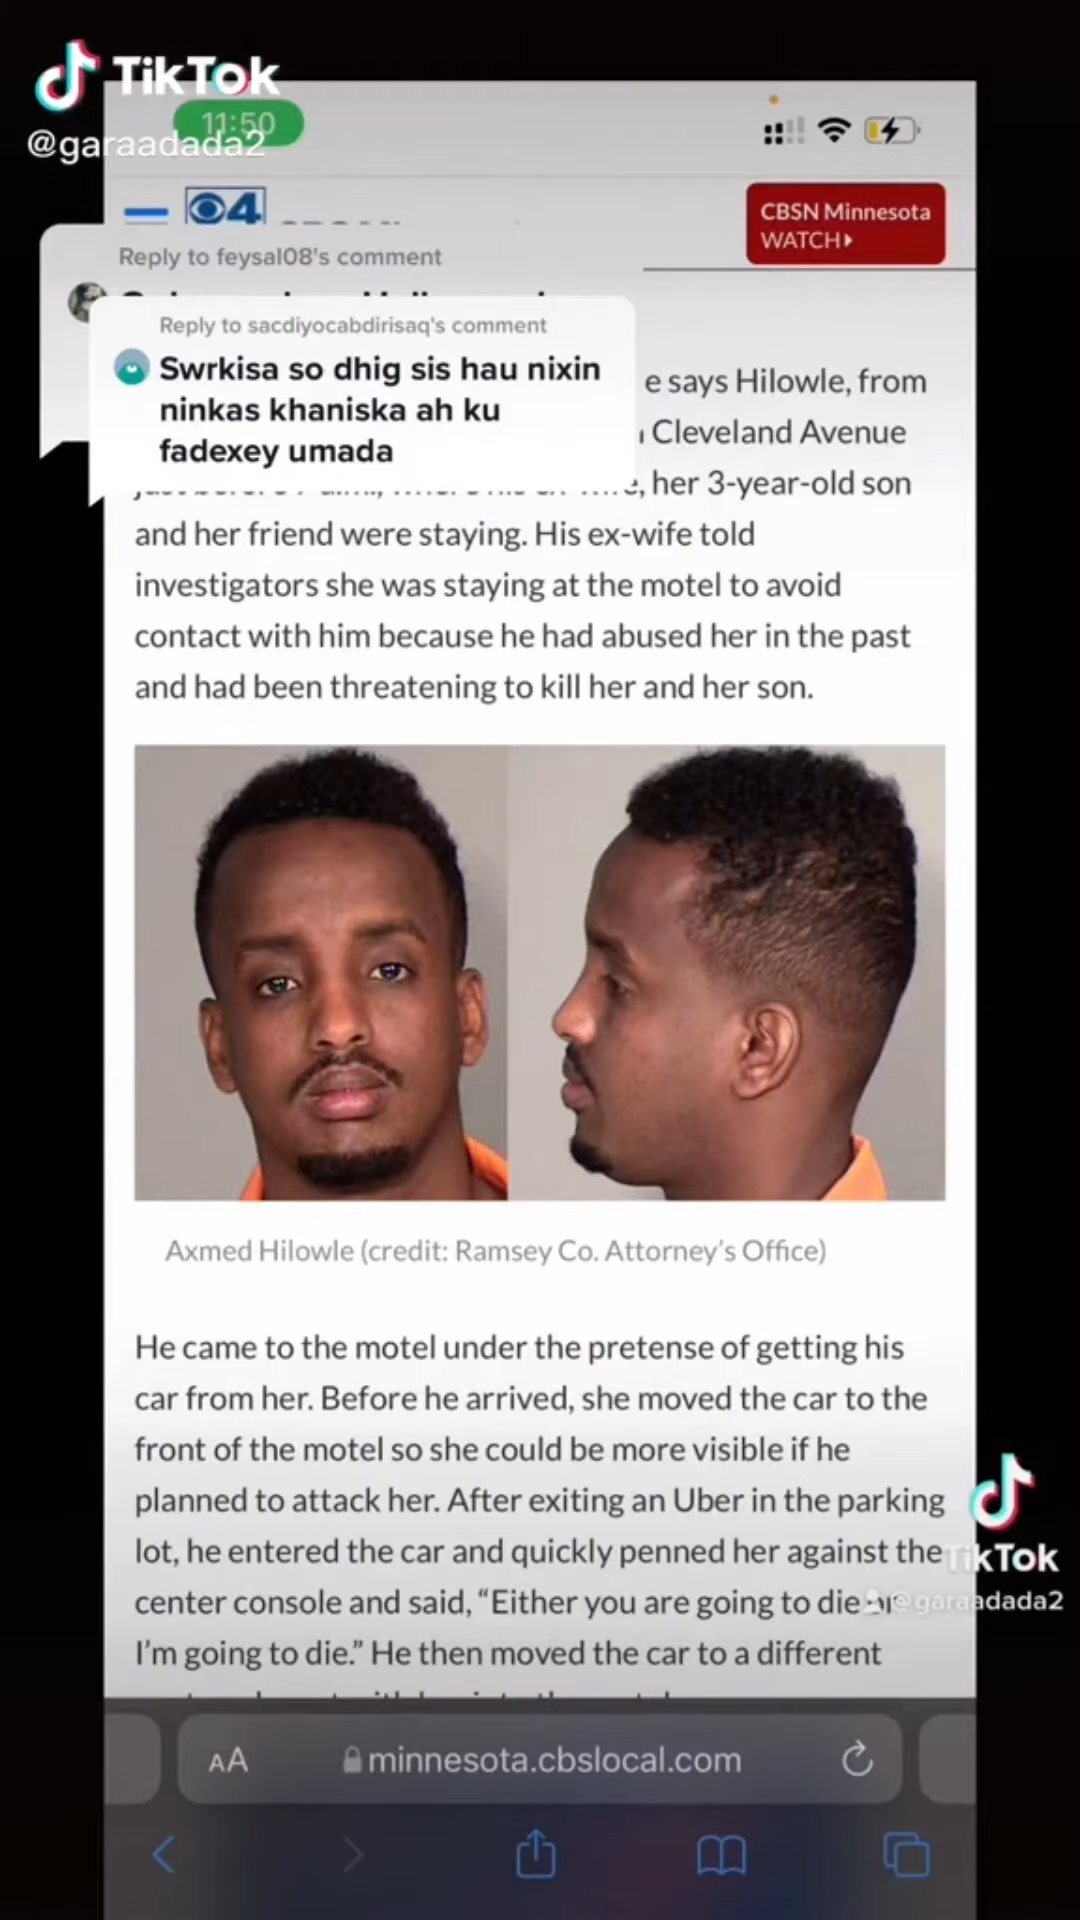 TikTok
@garaadada2
11:50
4
CBSN Minnesota
WATCH
Reply to feysal08's comment
Reply to sacdiyocabdirisaq's comment
Swrkisa so dhig sis hau nixin
ninkas khaniska ah ku
fadexey umada
e says Hilowle, from
Cleveland Avenue
, her 3-year-old son
and her friend were staying. His ex-wife told
investigators she was staying at the motel to avoid
contact with him because he had abused her in the past
and had been threatening to kill her and her son.
Axmed Hilowle (credit: Ramsey Co. Attorney's Office)
He came to the motel under the pretense of getting his
car from her. Before he arrived, she moved the car to the
front of the motel so she could be more visible if he
planned to attack her. After exiting an Uber in the parking
lot, he entered the car and quickly penned her against the
center console and said, “Either you are going to die or
I'm going to die.” He then moved the car to a different
TikTok
@garaadada2
AA
minnesota.cbslocal.com